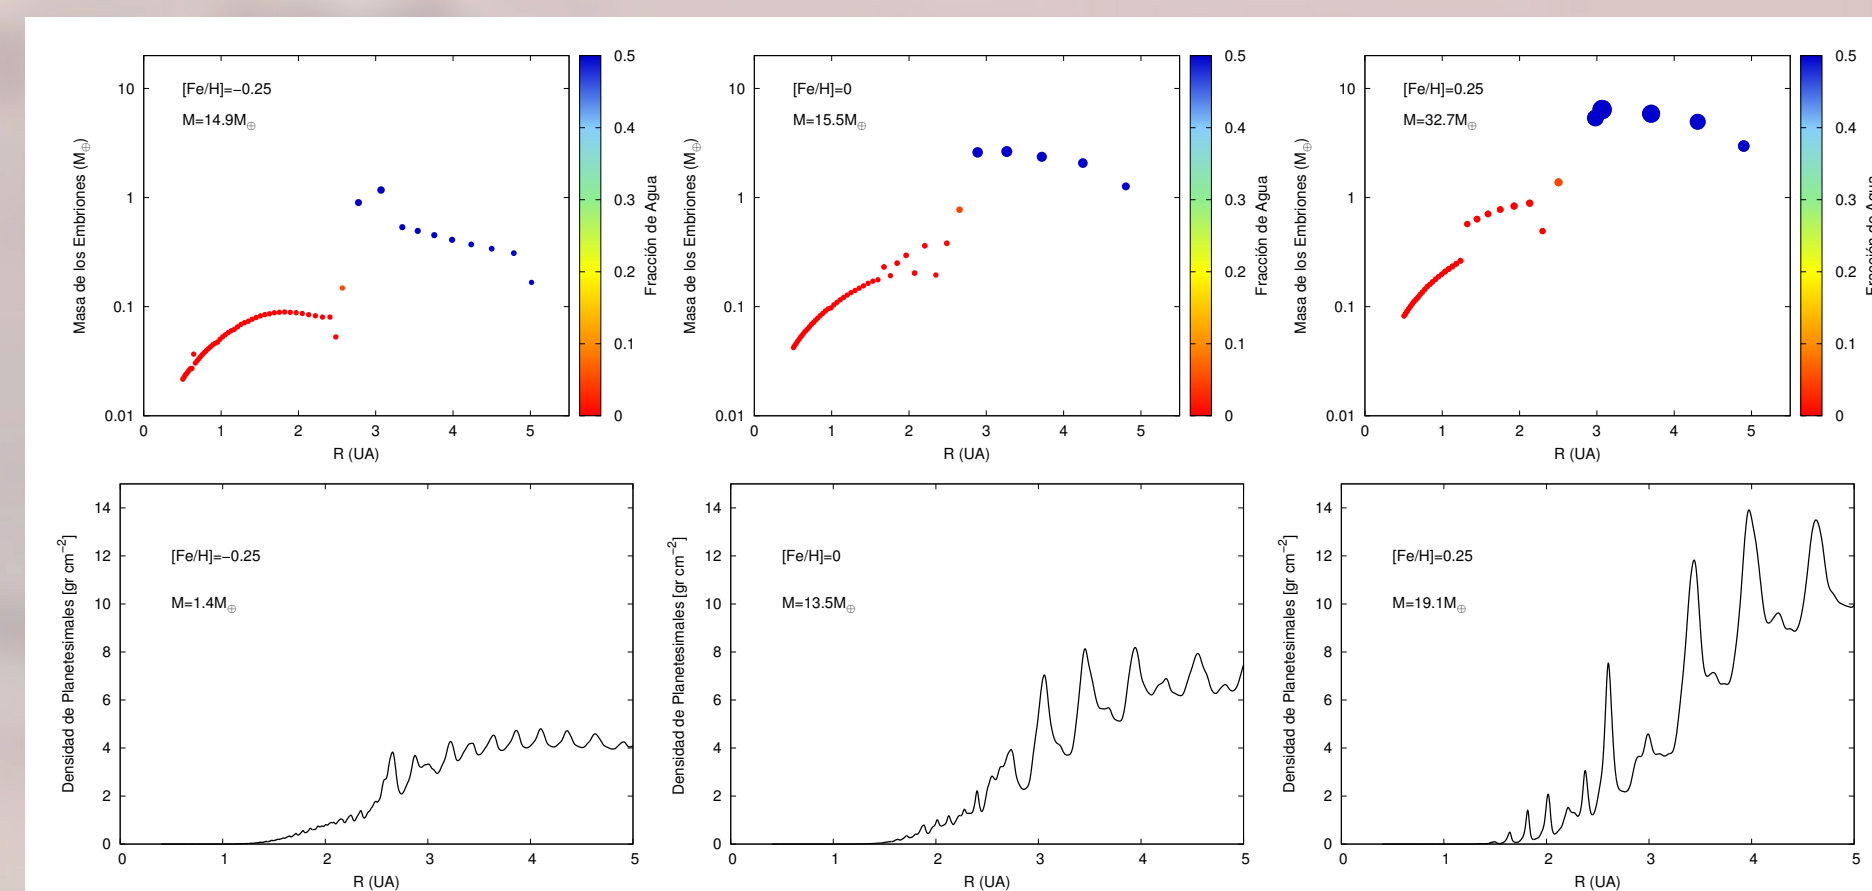 [Fe/H]=−0.25
M=14.9M⊕
Masa de los Embriones (M⊕)
10
1
0.1
0.01
0 1 2 3 4 5
R (UA)
0.5
0.4
0.3
0.2
0.1
0
Fracción de Agua
[Fe/H]=0
M=15.5M⊕
Masa de los Embriones (M⊕)
10
1
0.1
0.01
0 1 2 3 4 5
R (UA)
0.5
0.4
0.3
0.2
0.1
0
Fracción de Agua
[Fe/H]=0.25
M=32.7M⊕
Masa de los Embriones (M⊕)
10
1
0.1
0.01
0 1 2 3 4 5
R (UA)
0.5
0.4
0.3
0.2
0.1
0
Fracción de Agua
[Fe/H]=−0.25
M=1.4M⊕
Densidad de Planetesimales [gr cm−2]
14
12
10
8
6
4
2
0
0 1 2 3 4 5
R (UA)
[Fe/H]=0
M=13.5M⊕
Densidad de Planetesimales [gr cm−2]
14
12
10
8
6
4
2
0
0 1 2 3 4 5
R (UA)
[Fe/H]=0.25
M=19.1M⊕
Densidad de Planetesimales [gr cm−2]
14
12
10
8
6
4
2
0
0 1 2 3 4 5
R (UA)